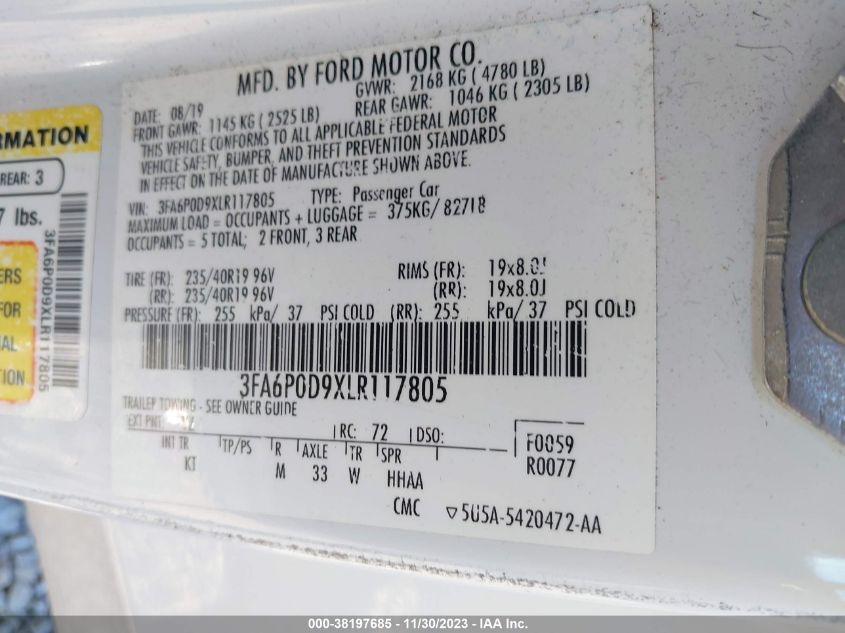 MFD. BY FORD MOTOR CO.
DATE: 08/19
GVWR: 2168 KG ( 4780 LB)
FRONT GAWR: 1145 KG ( 2525 LB)
REAR GAWR: 1046 KG ( 2305 LB)
THIS VEHICLE CONFORMS TO ALL APPLICABLE FEDERAL MOTOR
VEHICLE SAFETY, BUMPER, AND THEFT PREVENTION STANDARDS
IN EFFECT ON THE DATE OF MANUFACTURE SHOWN ABOVE.
VIN: 3FA6P0D9XLR117805 TYPE: Passenger Car
MAXIMUM LOAD = OCCUPANTS + LUGGAGE = 375KG/ 827lB
OCCUPANTS = 5 TOTAL; 2 FRONT, 3 REAR
TIRE (FR): 235/40R19 96V RIMS (FR): 19x8.0J
(RR): 235/40R19 96V (RR): 19x8.0J
PRESSURE (FR): 255 kPa/ 37 PSI COLD (RR): 255 kPa/ 37 PSI COLD
3FA6P0D9XLR117805
TRAILER TOWING - SEE OWNER GUIDE
EXT PNT: RC: 72 DSO:
INT TR TP/PS R AXLE TR SPR
KT M 33 W HHAA
F0059
R0077
CMC ▽5U5A-5420472-AA
RMATION
REAR: 3
7 lbs.
ERS
FOR
IAL
TION
3FA6P0D9XLR117805
000-38197685 - 11/30/2023 - IAA Inc.